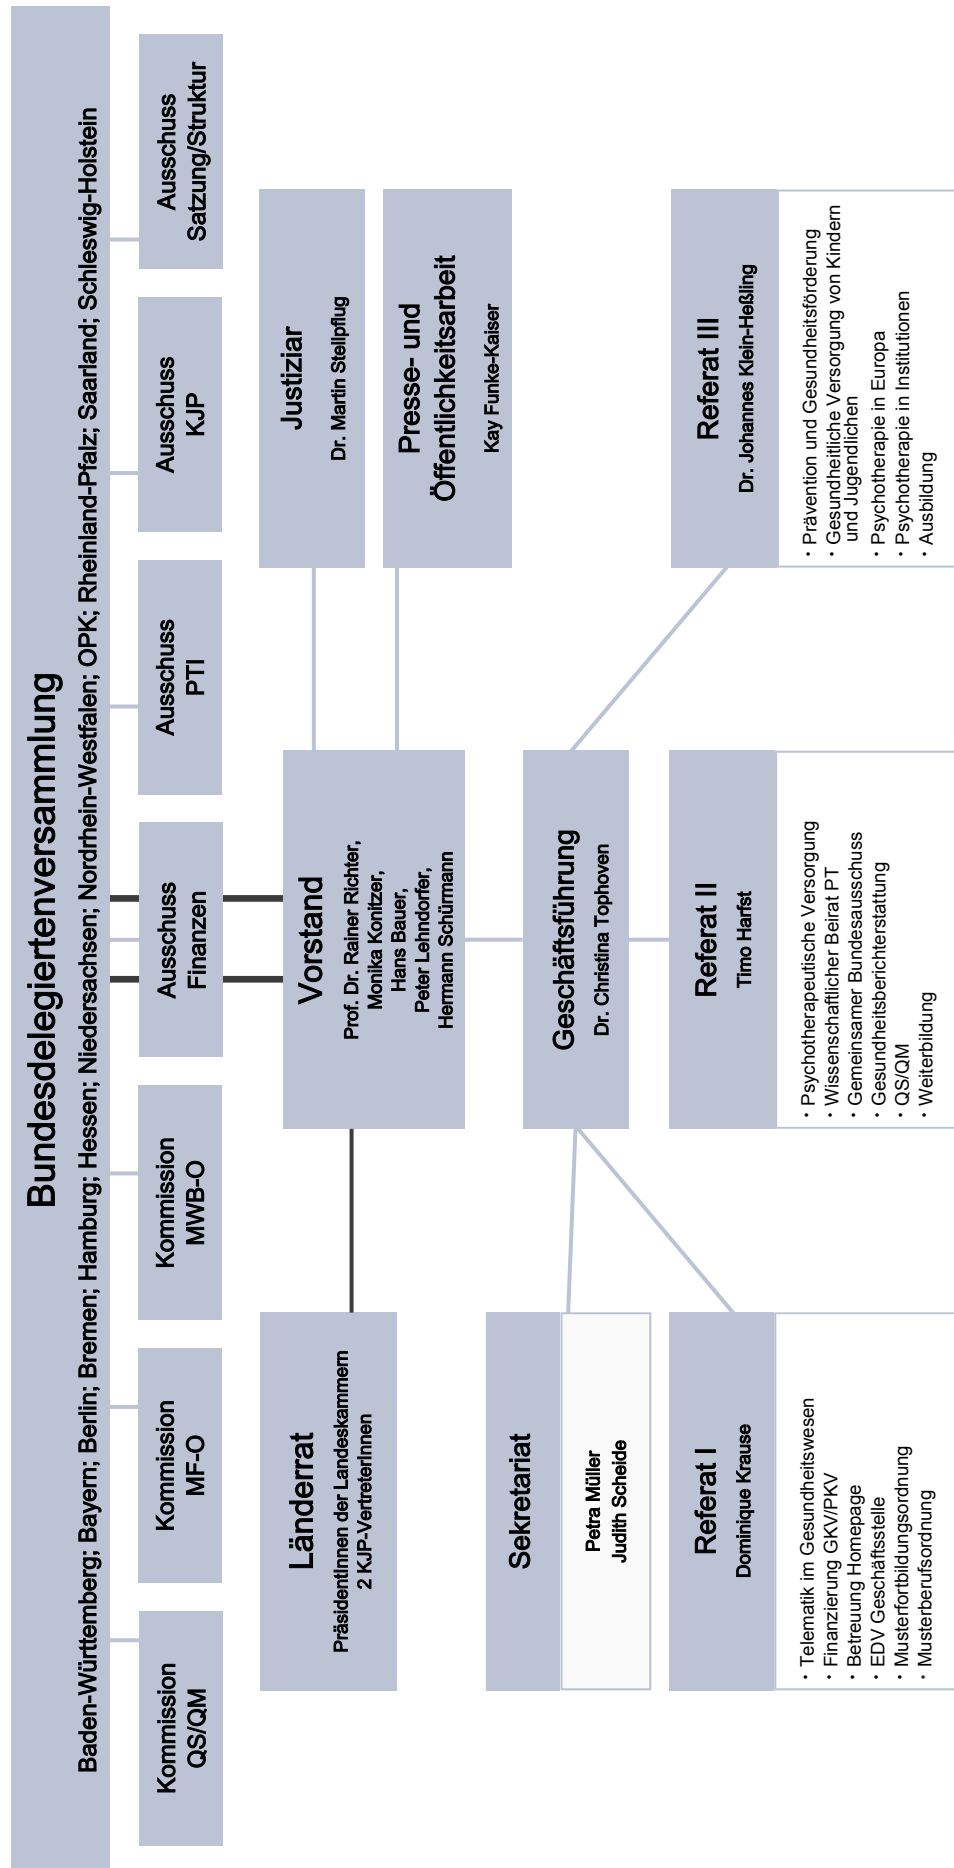 Bundesdelegiertenversammlung
Baden-Württemberg; Bayern; Berlin; Bremen; Hamburg; Hessen; Niedersachsen; Nordrhein-Westfalen; OPK; Rheinland-Pfalz; Saarland; Schleswig-Holstein
Kommission
QS/QM
Kommission
MF-O
Kommission
MWB-O
Ausschuss
Finanzen
Ausschuss
PTI
Ausschuss
KJP
Ausschuss
Satzung/Struktur
Länderrat
PräsidentInnen der Landeskammern
2 KJP-VertreterInnen
Vorstand
Prof. Dr. Rainer Richter,
Monika Konitzer,
Hans Bauer,
Peter Lehndorfer,
Hermann Schürmann
Justiziar
Dr. Martin Stellpflug
Presse- und
Öffentlichkeitsarbeit
Kay Funke-Kaiser
Sekretariat
Petra Müller
Judith Scheide
Geschäftsführung
Dr. Christina Tophoven
Referat I
Dominique Krause
· Telematik im Gesundheitswesen
· Finanzierung GKV/PKV
· Betreuung Homepage
· EDV Geschäftsstelle
· Musterfortbildungsordnung
· Musterberufsordnung
Referat II
Timo Harfst
· Psychotherapeutische Versorgung
· Wissenschaftlicher Beirat PT
· Gemeinsamer Bundesausschuss
· Gesundheitsberichterstattung
· QS/QM
· Weiterbildung
Referat III
Dr. Johannes Klein-Heßling
· Prävention und Gesundheitsförderung
· Gesundheitliche Versorgung von Kindern
und Jugendlichen
· Psychotherapie in Europa
· Psychotherapie in Institutionen
· Ausbildung